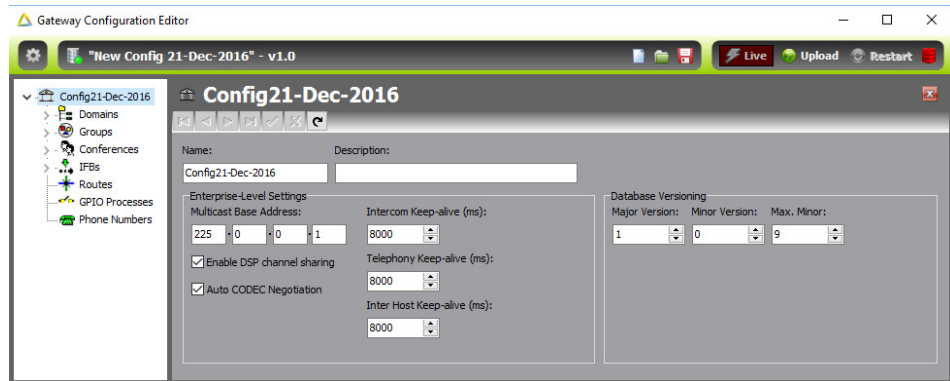 Gateway Configuration Editor
"New Config 21-Dec-2016" - v1.0
Live
Upload
Restart
Config21-Dec-2016
Domains
Groups
Conferences
IFBs
Routes
GPIO Processes
Phone Numbers
Config21-Dec-2016
Name: Description:
Config21-Dec-2016
Enterprise-Level Settings
Multicast Base Address: Intercom Keep-alive (ms):
225 . 0 . 0 . 1 8000
Enable DSP channel sharing Telephony Keep-alive (ms):
8000
Auto CODEC Negotiation
Inter Host Keep-alive (ms):
8000
Database Versioning
Major Version: Minor Version: Max. Minor:
1 0 9